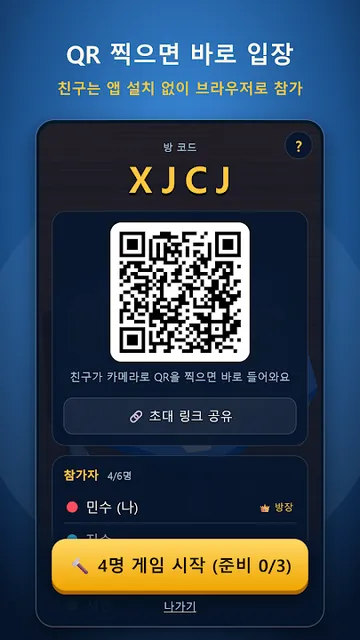 QR 찍으면 바로 입장
친구는 앱 설치 없이 브라우저로 참가
방 코드
?
XJCJ
친구가 카메라로 QR을 찍으면 바로 들어와요
초대 링크 공유
참가자 4/6명
민수 (나) 방장
4명 게임 시작 (준비 0/3)
나가기